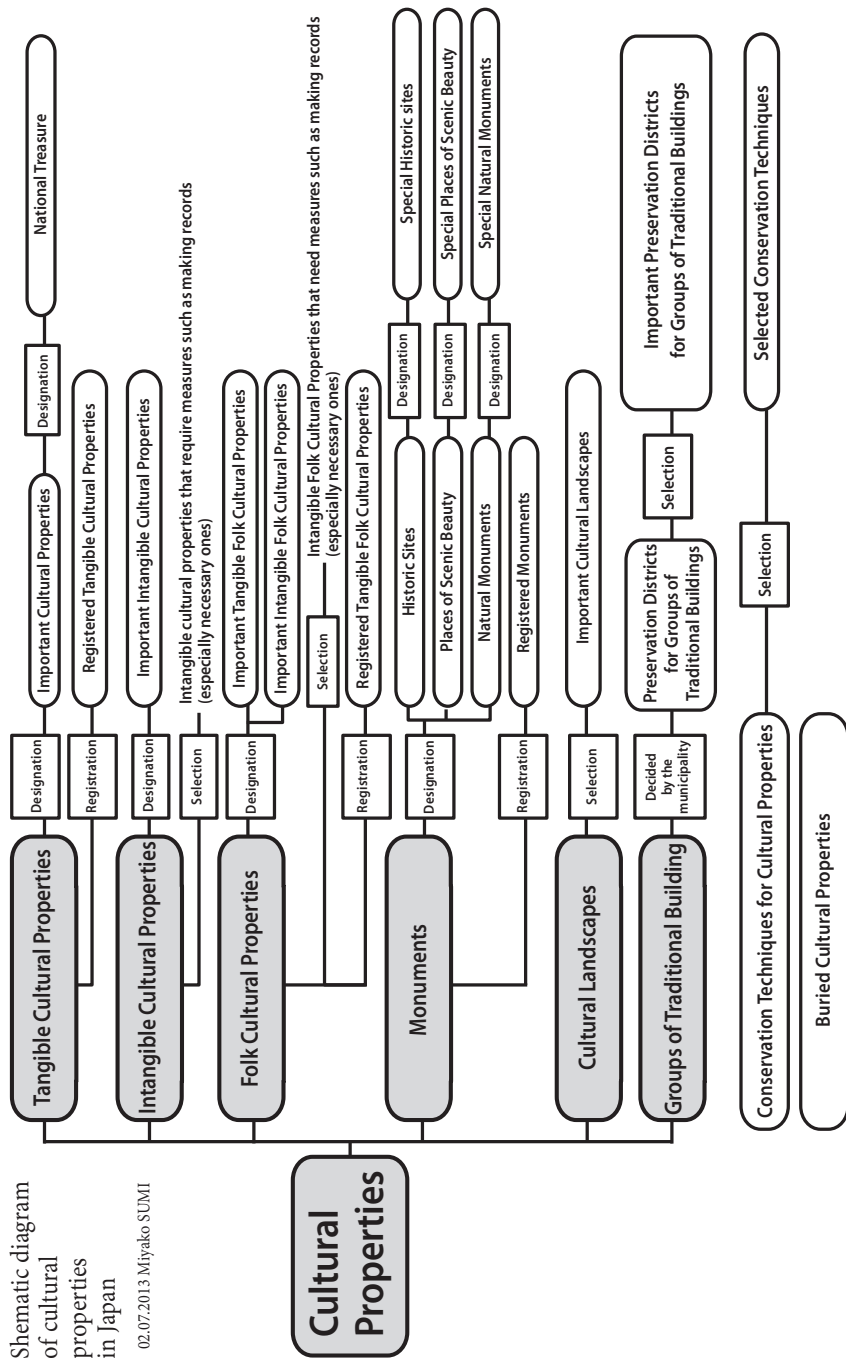 Shematic diagram
of cultural
properties
in Japan
02.07.2013 Miyako SUMI
Cultural
Properties
Tangible Cultural Properties
Designation
Important Cultural Properties
Designation
National Treasure
Registration
Registered Tangible Cultural Properties
Intangible Cultural Properties
Designation
Important Intangible Cultural Properties
Selection
Intangible cultural properties that require measures such as making records
(especially necessary ones)
Folk Cultural Properties
Designation
Important Tangible Folk Cultural Properties
Important Intangible Folk Cultural Properties
Selection
Intangible Folk Cultural Properties that need measures such as making records
(especially necessary ones)
Registration
Registered Tangible Folk Cultural Properties
Monuments
Designation
Historic Sites
Designation
Special Historic sites
Places of Scenic Beauty
Designation
Special Places of Scenic Beauty
Natural Monuments
Designation
Special Natural Monuments
Registration
Registered Monuments
Cultural Landscapes
Selection
Important Cultural Landscapes
Groups of Traditional Building
Decided
by the
municipality
Preservation Districts
for Groups of
Traditional Buildings
Selection
Important Preservation Districts
for Groups of Traditional Buildings
Conservation Techniques for Cultural Properties
Selection
Selected Conservation Techniques
Buried Cultural Properties